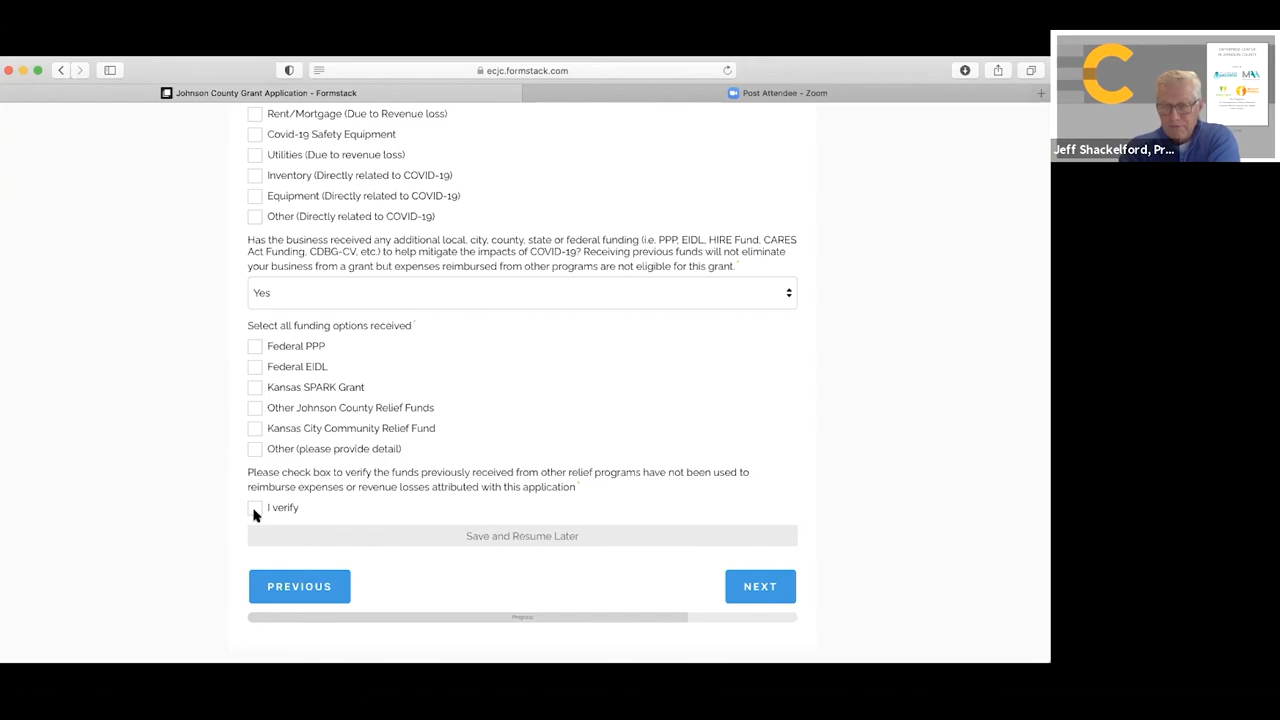 ecjc.formstack.com
Johnson County Grant Application - Formstack
Post Attendee - Zoom
Rent/Mortgage (Due to Revenue loss)
Covid-19 Safety Equipment
Utilities (Due to revenue loss)
Inventory (Directly related to COVID-19)
Equipment (Directly related to COVID-19)
Other (Directly related to COVID-19)
Has the business received any additional local, city, county, state or federal funding (i.e. PPP, EIDL, HIRE Fund, CARES
Act Funding, CDBG-CV, etc.) to help mitigate the impacts of COVID-19? Receiving previous funds will not eliminate
your business from a grant but expenses reimbursed from other programs are not eligible for this grant.*
Yes
Select all funding options received*
Federal PPP
Federal EIDL
Kansas SPARK Grant
Other Johnson County Relief Funds
Kansas City Community Relief Fund
Other (please provide detail)
Please check box to verify the funds previously received from other relief programs have not been used to
reimburse expenses or revenue losses attributed with this application*
I verify
Save and Resume Later
PREVIOUS
NEXT
Progress
C
ENTERPRISE CENTER
IN JOHNSON COUNTY
Jeff Shackelford, Pr...